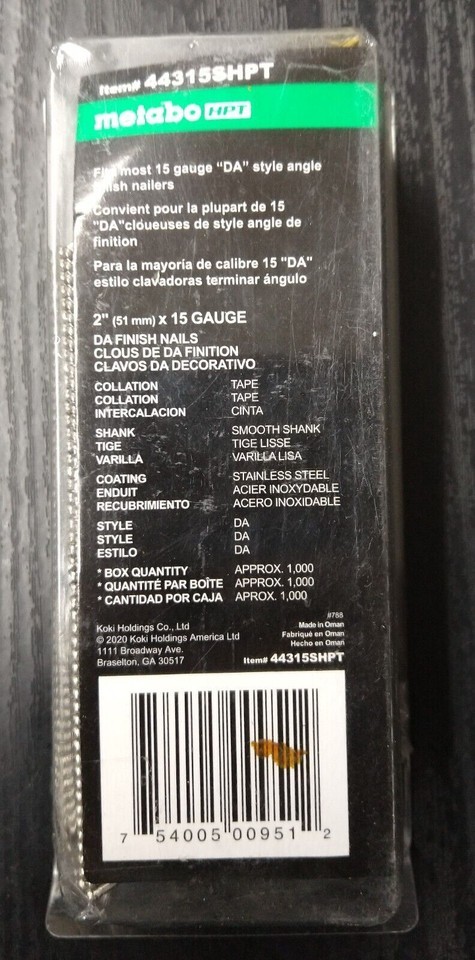 Item# 44315SHPT
metabo HPT
most 15 gauge "DA" style angle
nailers
Convient pour la plupart de 15
"DA"cloueuses de style angle de
finition
Para la mayoría de calibre 15 "DA"
estilo clavadoras terminar ángulo
2" (51 mm) x 15 GAUGE
DA FINISH NAILS
CLOUS DE DA FINITION
CLAVOS DA DECORATIVO
COLLATION TAPE
COLLATION TAPE
INTERCALACION CINTA
SHANK SMOOTH SHANK
TIGE TIGE LISSE
VARILLA VARILLA LISA
COATING STAINLESS STEEL
ENDUIT ACIER INOXYDABLE
RECUBRIMIENTO ACERO INOXIDABLE
STYLE DA
STYLE DA
ESTILO DA
* BOX QUANTITY APPROX. 1,000
* QUANTITÉ PAR BOÎTE APPROX. 1,000
* CANTIDAD POR CAJA APROX. 1,000
#788
Koki Holdings Co., Ltd Made in Oman
© 2020 Koki Holdings America Ltd Fabriqué en Oman
1111 Broadway Ave. Hecho en Oman
Braselton, GA 30517 Item# 44315SHPT
7 54005 00951 2